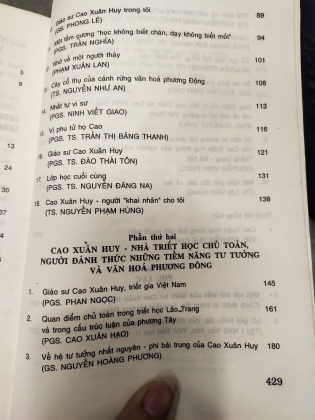 Giáo sư Cao Xuân Huy trong tôi 89
(GS. PHONG LÊ)
Một tấm gương "học không biết chán, dạy không biết mỏi" 94
(PGS. TRẦN NGHĨA)
Nhớ về một người thầy 101
(PHẠM XUÂN LAN)
Cây cổ thụ của cánh rừng văn hoá phương Đông 108
(TS. NGUYỄN NHƯ AN)
14. Nhất tự vi sư 113
(PGS. NINH VIẾT GIAO)
15. Vị phu tử họ Cao 116
(PGS. TS. TRẦN THỊ BĂNG THANH)
16. Giáo sư Cao Xuân Huy 121
(PGS. TS. ĐÀO THÁI TÔN)
17. Lớp học cuối cùng 131
(PGS. TS. NGUYỄN ĐĂNG NA)
18. Cao Xuân Huy - người "khai nhãn" cho tôi 138
(TS. NGUYỄN PHẠM HÙNG)
Phần thứ hai
CAO XUÂN HUY - NHÀ TRIẾT HỌC CHỦ TOÀN,
NGƯỜI ĐÁNH THỨC NHỮNG TIỀM NĂNG TƯ TƯỞNG
VÀ VĂN HOÁ PHƯƠNG ĐÔNG
1. Giáo sư Cao Xuân Huy, triết gia Việt Nam 145
(PGS. PHAN NGỌC)
2. Quan điểm chủ toàn trong triết học Lão Trang 161
và trong cấu trúc luận của phương Tây
(PGS. CAO XUÂN HẠO)
3. Về hệ tư tưởng nhất nguyên - phi bài trung của Cao Xuân Huy 180
(GS. NGUYỄN HOÀNG PHƯƠNG)
429